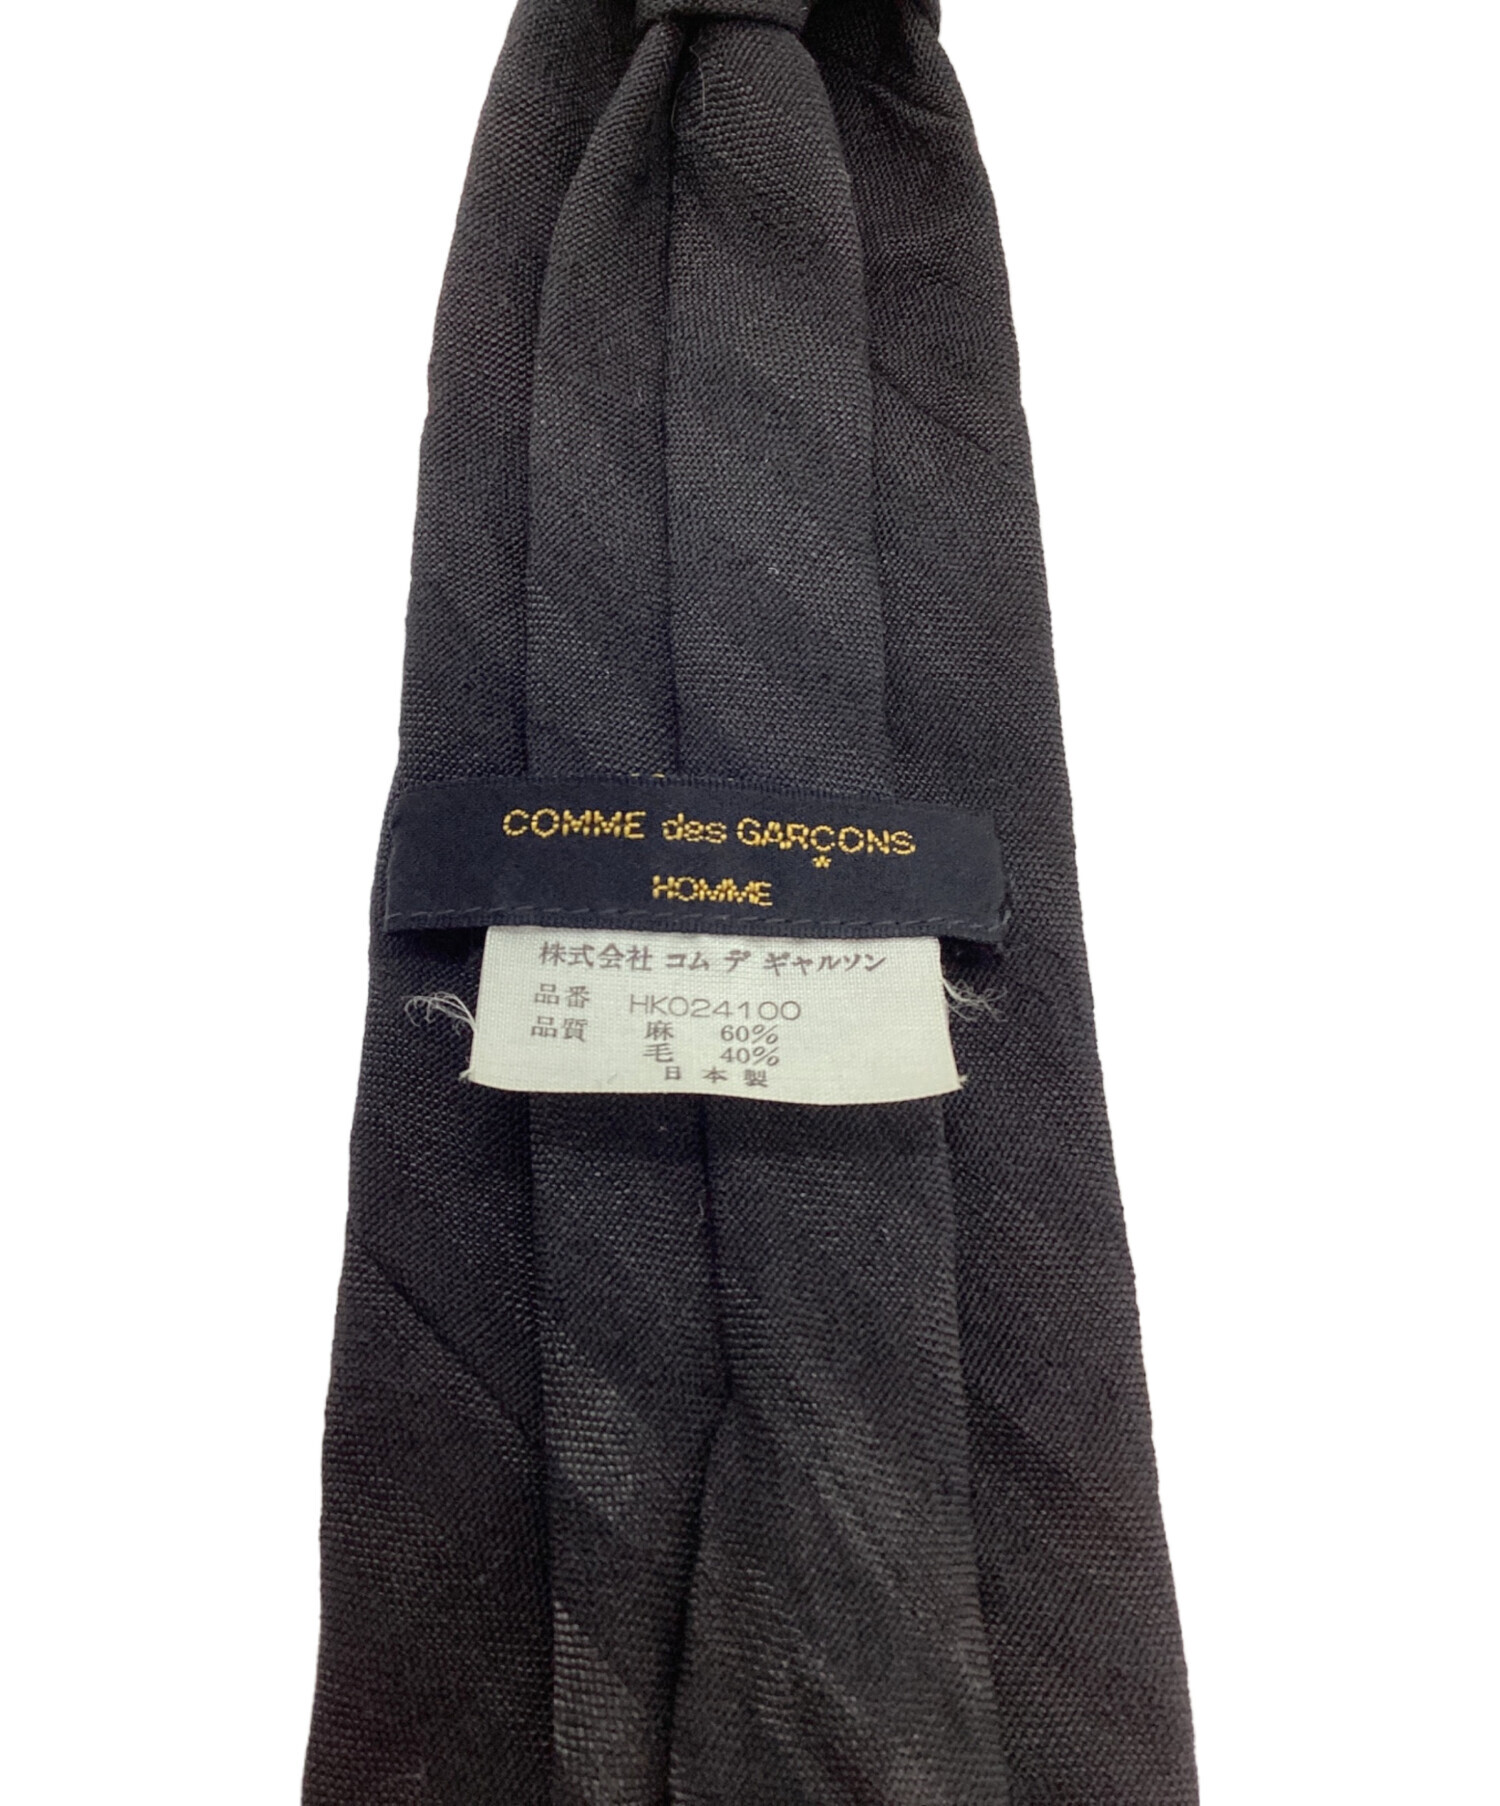 COMME des GARÇONS
HOMME
株式会社 コム デ ギャルソン
品番 HK024100
品質 麻 60%
毛 40%
日本製